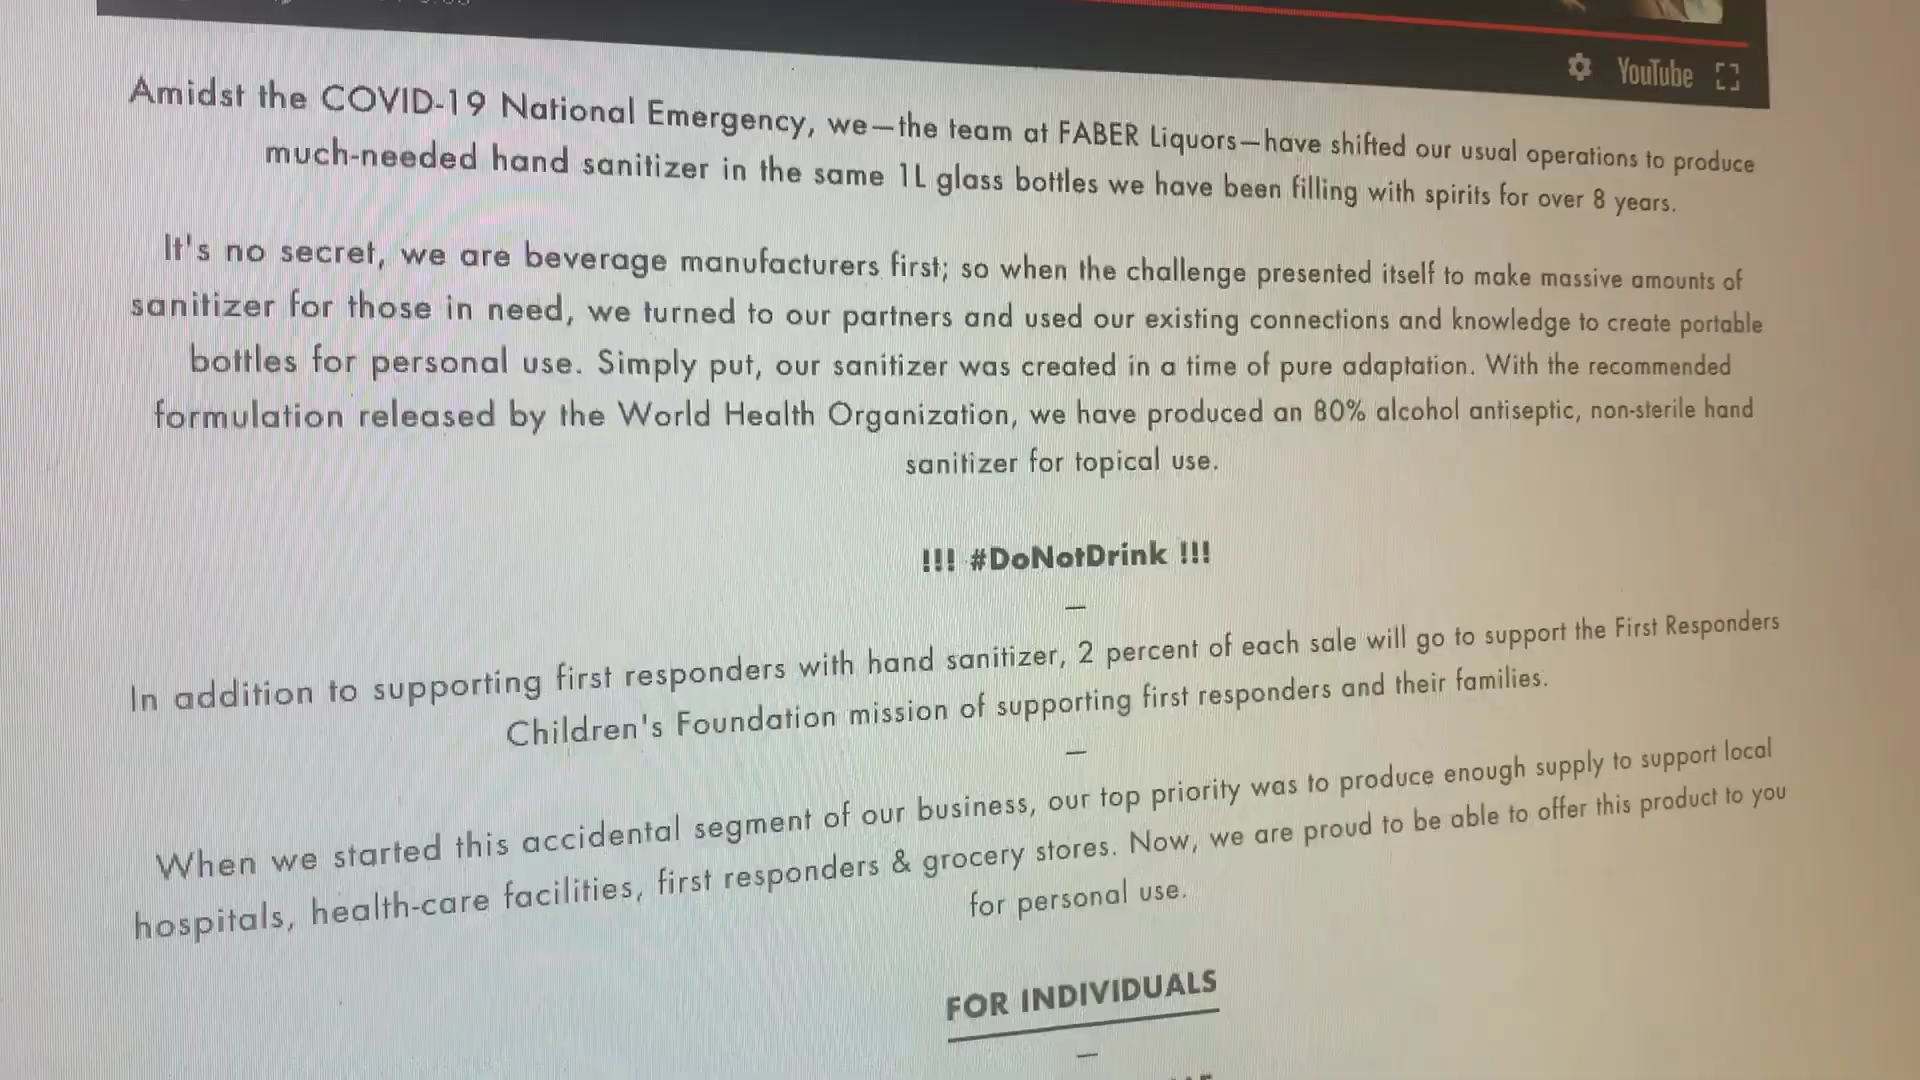 YouTube
Amidst the COVID-19 National Emergency, we—the team at FABER Liquors—have shifted our usual operations to produce
much-needed hand sanitizer in the same 1L glass bottles we have been filling with spirits for over 8 years.
It's no secret, we are beverage manufacturers first; so when the challenge presented itself to make massive amounts of
sanitizer for those in need, we turned to our partners and used our existing connections and knowledge to create portable
bottles for personal use. Simply put, our sanitizer was created in a time of pure adaptation. With the recommended
formulation released by the World Health Organization, we have produced an 80% alcohol antiseptic, non-sterile hand
sanitizer for topical use.
!!! #DoNotDrink !!!
—
In addition to supporting first responders with hand sanitizer, 2 percent of each sale will go to support the First Responders
Children's Foundation mission of supporting first responders and their families.
—
When we started this accidental segment of our business, our top priority was to produce enough supply to support local
hospitals, health-care facilities, first responders & grocery stores. Now, we are proud to be able to offer this product to you
for personal use.
FOR INDIVIDUALS
—